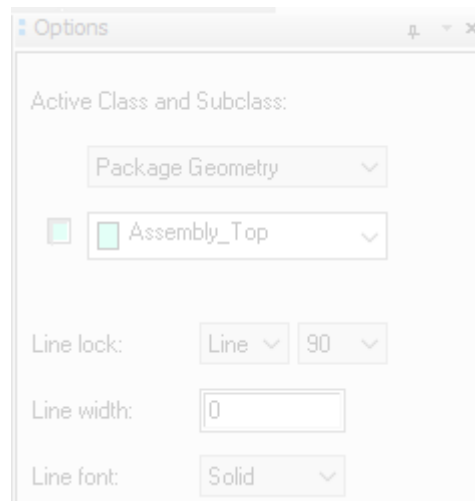 Options
Active Class and Subclass:
Package Geometry
Assembly_Top
Line lock: Line 90
Line width: 0
Line font: Solid